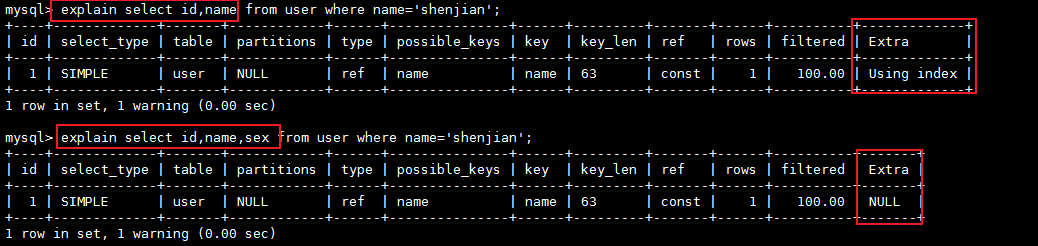 mysql> explain select id,name from user where name='shenjian';
+----+-------------+-------+------------+------+---------------+------+---------+-------+------+----------+-------------+
| id | select_type | table | partitions | type | possible_keys | key | key_len | ref | rows | filtered | Extra |
+----+-------------+-------+------------+------+---------------+------+---------+-------+------+----------+-------------+
| 1 | SIMPLE | user | NULL | ref | name | name | 63 | const | 1 | 100.00 | Using index |
+----+-------------+-------+------------+------+---------------+------+---------+-------+------+----------+-------------+
1 row in set, 1 warning (0.00 sec)
mysql> explain select id,name,sex from user where name='shenjian';
+----+-------------+-------+------------+------+---------------+------+---------+-------+------+----------+-------+
| id | select_type | table | partitions | type | possible_keys | key | key_len | ref | rows | filtered | Extra |
+----+-------------+-------+------------+------+---------------+------+---------+-------+------+----------+-------+
| 1 | SIMPLE | user | NULL | ref | name | name | 63 | const | 1 | 100.00 | NULL |
+----+-------------+-------+------------+------+---------------+------+---------+-------+------+----------+-------+
1 row in set, 1 warning (0.00 sec)